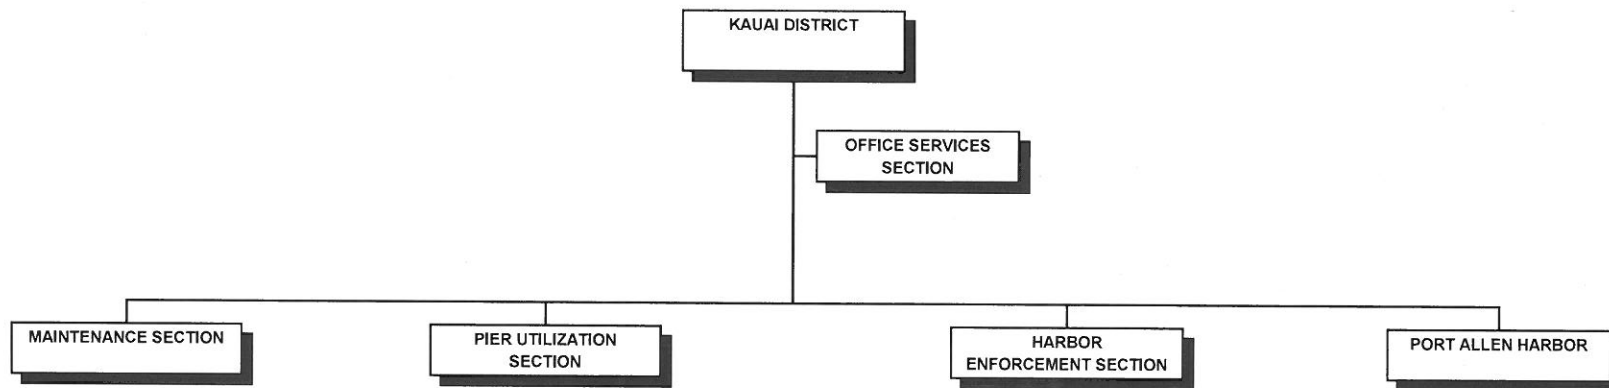 KAUAI DISTRICT
OFFICE SERVICES
SECTION
MAINTENANCE SECTION
PIER UTILIZATION
SECTION
HARBOR
ENFORCEMENT SECTION
PORT ALLEN HARBOR